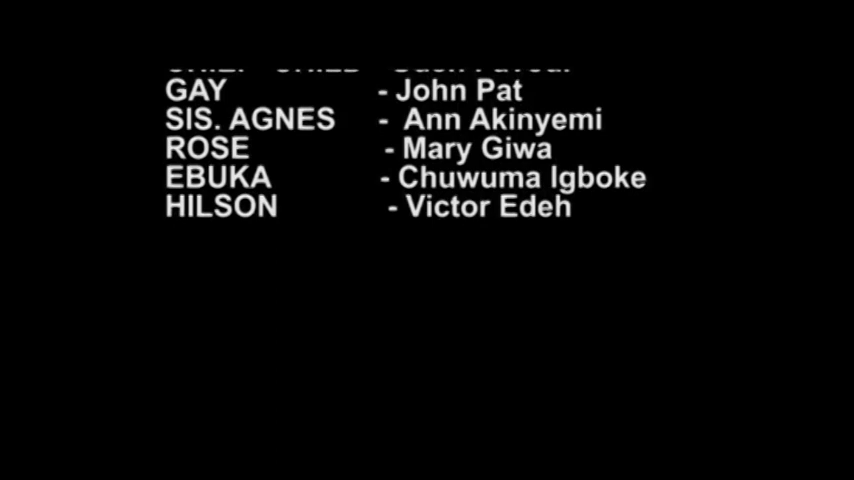 GAY - John Pat
SIS. AGNES - Ann Akinyemi
ROSE - Mary Giwa
EBUKA - Chuwuma Igboke
HILSON - Victor Edeh